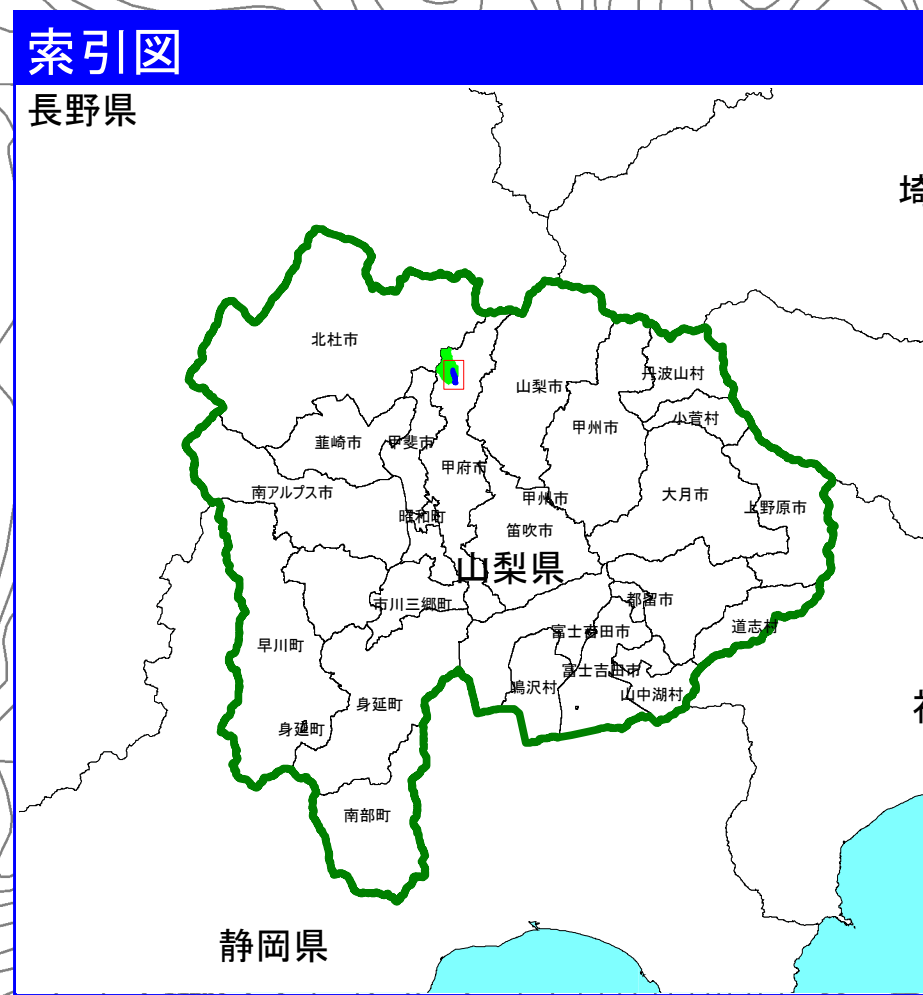 索引図
長野県
埼
北杜市
丹波山村
山梨市
小菅村
甲州市
韮崎市
甲斐市
甲府市
南アルプス市
甲州市
大月市
上野原市
昭和町
笛吹市
山梨県
都留市
市川三郷町
道志村
富士吉田市
早川町
富士吉田市
鳴沢村
山中湖村
身延町
身延町
南部町
静岡県